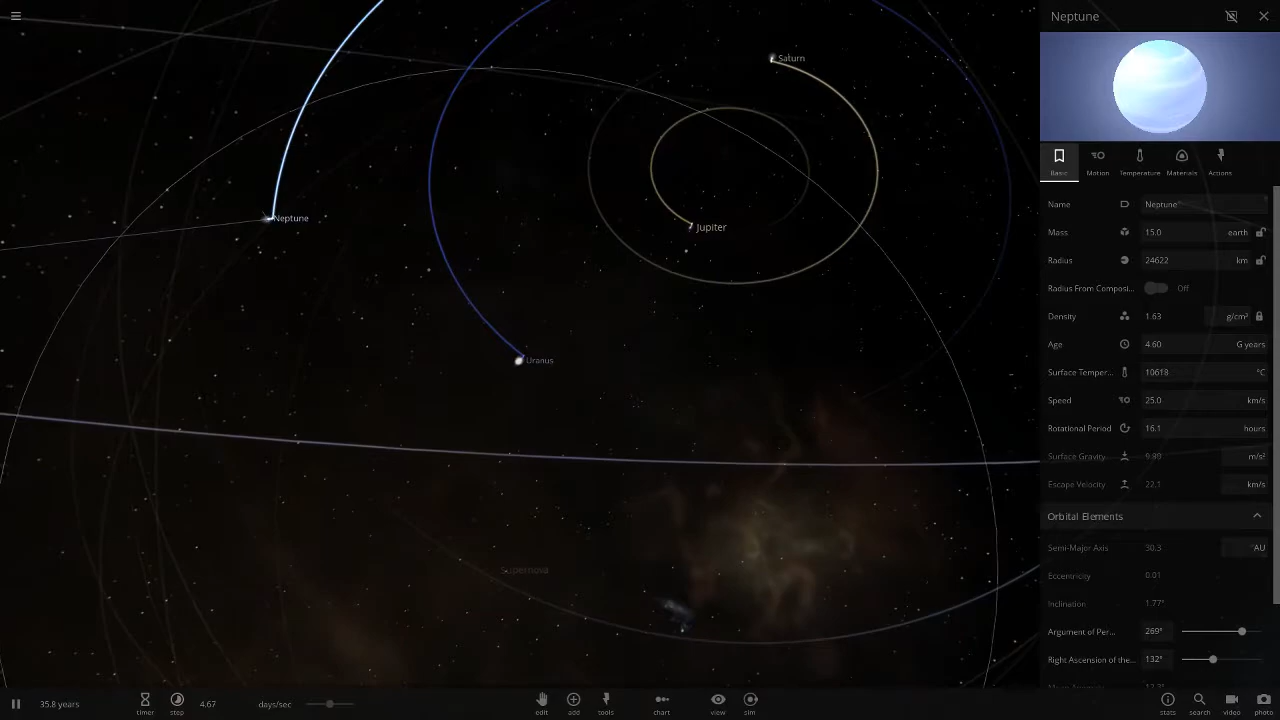 Neptune
Saturn
Neptune
Jupiter
Uranus
Supernova
Basic
Motion
Temperature
Materials
Actions
Name Neptune
Mass 15.0 earth
Radius 24622 km
Radius From Composi... Off
Density 1.63 g/cm³
Age 4.60 G years
Surface Temper... 10618 °C
Speed 25.0 km/s
Rotational Period 16.1 hours
Surface Gravity 9.89 m/s²
Escape Velocity 22.1 km/s
Orbital Elements
Semi-Major Axis 30.3 AU
Eccentricity 0.01
Inclination 1.77°
Argument of Per... 269°
Right Ascension of the... 132°
35.8 years
timer
step
4.67 days/sec
edit
add
tools
chart
view
sim
stats
search
video
photo